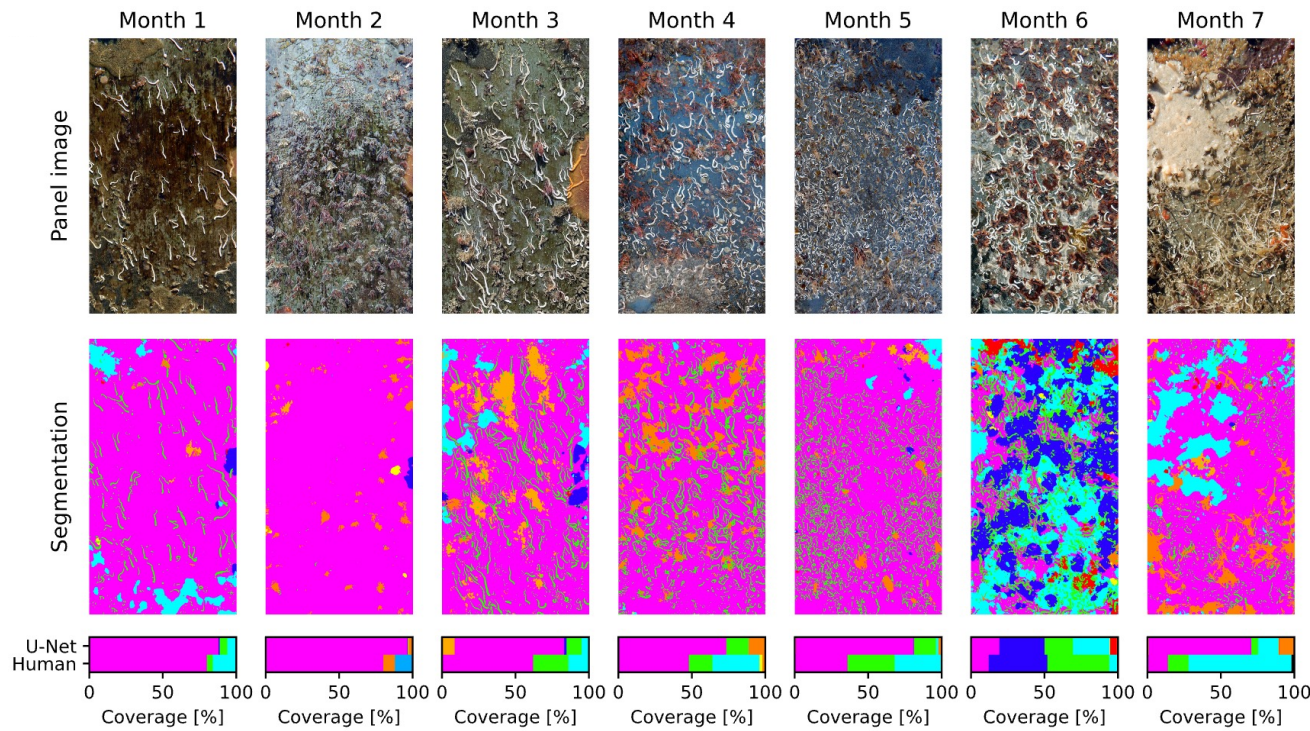 Month 1 Month 2 Month 3 Month 4 Month 5 Month 6 Month 7
Panel image
Segmentation
U-Net
Human
0 50 100 0 50 100 0 50 100 0 50 100 0 50 100 0 50 100 0 50 100
Coverage [%] Coverage [%] Coverage [%] Coverage [%] Coverage [%] Coverage [%] Coverage [%]